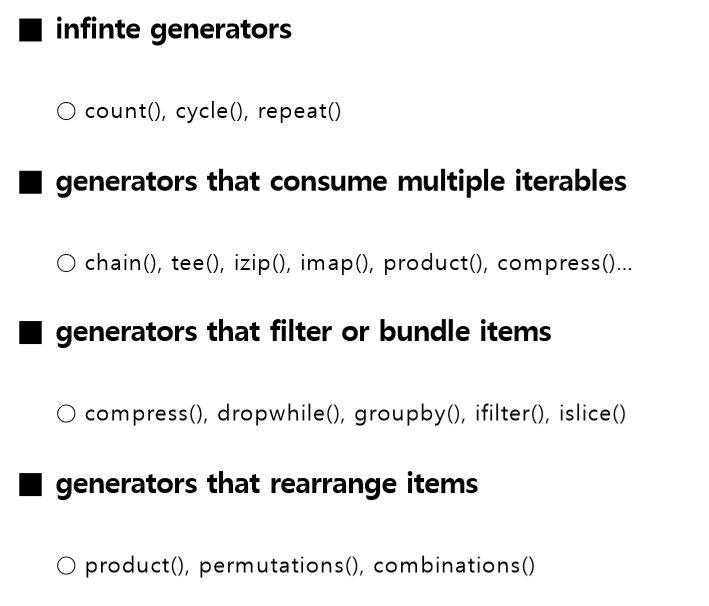 ■ infinte generators
○ count(), cycle(), repeat()
■ generators that consume multiple iterables
○ chain(), tee(), izip(), imap(), product(), compress()...
■ generators that filter or bundle items
○ compress(), dropwhile(), groupby(), ifilter(), islice()
■ generators that rearrange items
○ product(), permutations(), combinations()